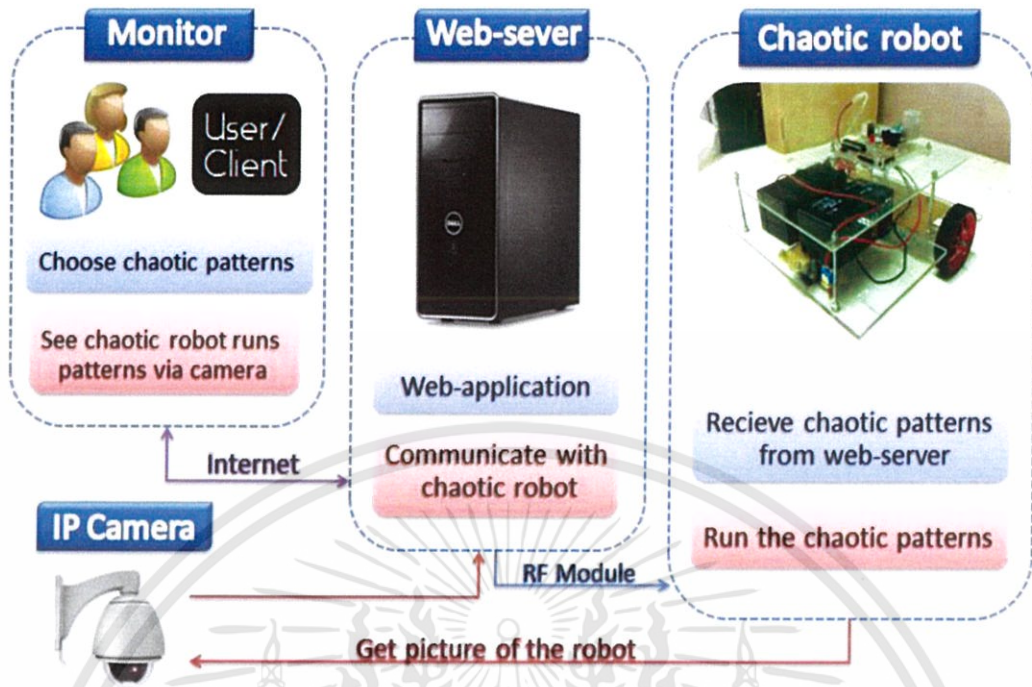 Monitor
User/
Client
Choose chaotic patterns
See chaotic robot runs
patterns via camera
Internet
IP Camera
Web-sever
DELL
Web-application
Communicate with
chaotic robot
RF Module
Get picture of the robot
Chaotic robot
Recieve chaotic patterns
from web-server
Run the chaotic patterns